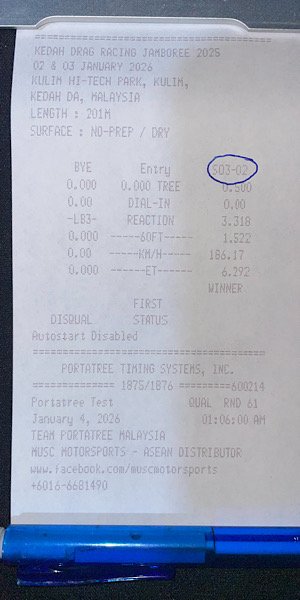 KEDAH DRAG RACING JAMBOREE 2025
02 & 03 JANUARY 2026
KULIM HI-TECH PARK, KULIM,
KEDAH DA, MALAYSIA
LENGTH : 201M
SURFACE : NO-PREP / DRY
BYE Entry S03-02
0.000 0.000 TREE 0.500
0.00 DIAL-IN 0.00
-LB3- REACTION 3.318
0.000 ------60FT------ 1.522
0.00 ------KM/H------ 186.17
0.000 -------ET------- 6.292
WINNER
FIRST
DISQUAL STATUS
Autostart Disabled
PORTATREE TIMING SYSTEMS, INC.
============ 1875/1876 =========600214
Portatree Test QUAL RND 61
January 4, 2026 01:06:00 AM
TEAM PORTATREE MALAYSIA
MUSC MOTORSPORTS - ASEAN DISTRIBUTOR
www.facebook.com/muscmotorsports
+6016-6681490